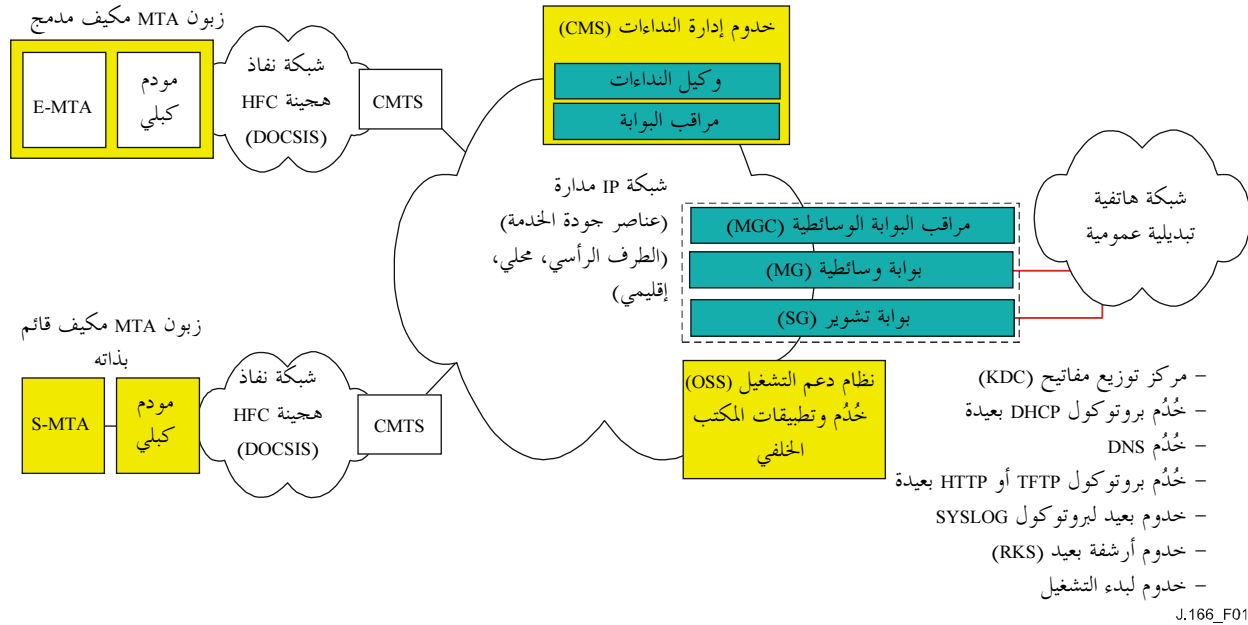 زبون MTA مكيف مدمج
E-MTA
مودم
كبلي
شبكة نفاذ
هجينة HFC
(DOCSIS)
CMTS
خدوم إدارة النداءات (CMS)
وكيل النداءات
مراقب البوابة
شبكة IP مدارة
(عناصر جودة الخدمة)
(الطرف الرأسي، محلي،
إقليمي)
مراقب البوابة الوسائطية (MGC)
بوابة وسائطية (MG)
بوابة تشوير (SG)
شبكة هاتفية
تبديلية عمومية
زبون MTA مكيف قائم
بذاته
S-MTA
مودم
كبلي
شبكة نفاذ
هجينة HFC
(DOCSIS)
CMTS
نظام دعم التشغيل (OSS)
خُدُم وتطبيقات المكتب
الخلفي
– مركز توزيع مفاتيح (KDC)
– خُدُم بروتوكول DHCP بعيدة
– خُدُم DNS
– خُدُم بروتوكول TFTP أو HTTP بعيدة
– خدوم بعيد لبروتوكول SYSLOG
– خدوم أرشفة بعيد (RKS)
– خدوم لبدء التشغيل
J.166_F01